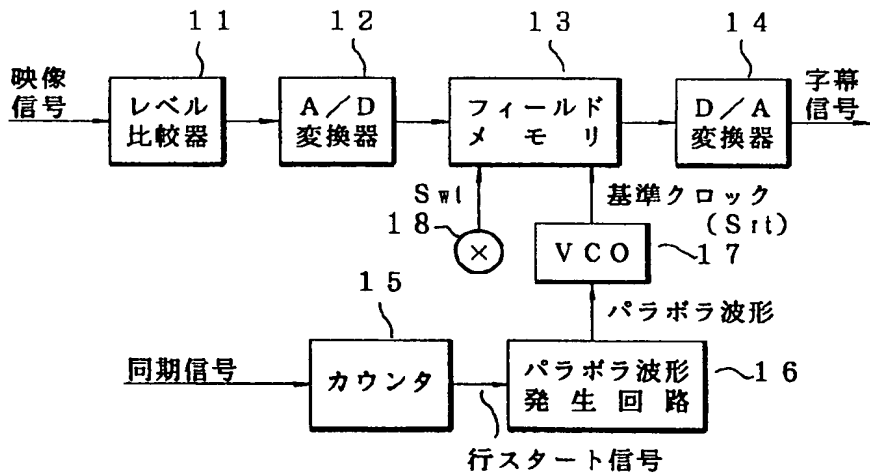 11
12
13
14
映像
信号
レベル
比較器
A／D
変換器
フィールド
メモリ
D／A
変換器
字幕
信号
Swt
18
×
基準クロック
(Srt)
VCO
17
15
パラボラ波形
同期信号
カウンタ
パラボラ波形
発生回路
16
行スタート信号